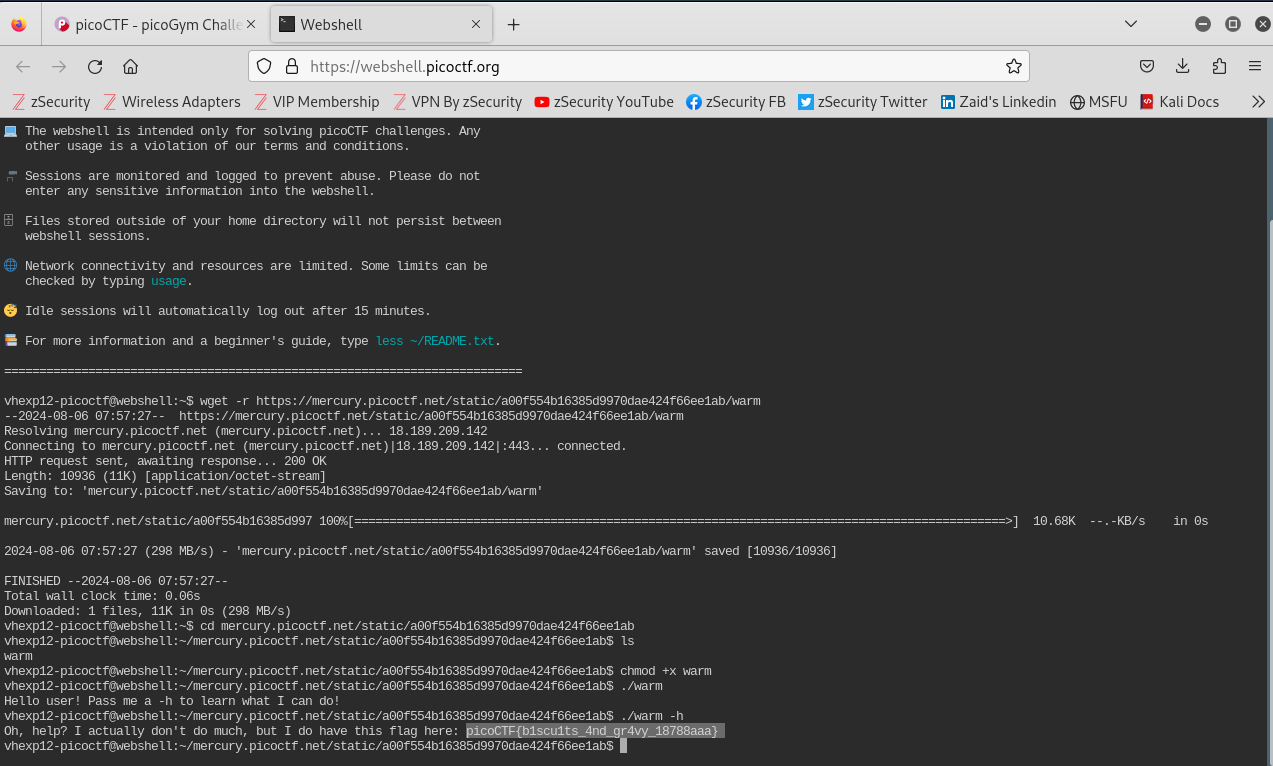 picoCTF - picoGym Challe
Webshell
https://webshell.picoctf.org
zSecurity
Wireless Adapters
VIP Membership
VPN By zSecurity
zSecurity YouTube
zSecurity FB
zSecurity Twitter
Zaid's Linkedin
MSFU
Kali Docs
The webshell is intended only for solving picoCTF challenges. Any
other usage is a violation of our terms and conditions.
Sessions are monitored and logged to prevent abuse. Please do not
enter any sensitive information into the webshell.
Files stored outside of your home directory will not persist between
webshell sessions.
Network connectivity and resources are limited. Some limits can be
checked by typing usage.
Idle sessions will automatically log out after 15 minutes.
For more information and a beginner's guide, type less ~/README.txt.
==========================================================================
vhexp12-picoctf@webshell:~$ wget -r https://mercury.picoctf.net/static/a00f554b16385d9970dae424f66ee1ab/warm
--2024-08-06 07:57:27--  https://mercury.picoctf.net/static/a00f554b16385d9970dae424f66ee1ab/warm
Resolving mercury.picoctf.net (mercury.picoctf.net)... 18.189.209.142
Connecting to mercury.picoctf.net (mercury.picoctf.net)|18.189.209.142|:443... connected.
HTTP request sent, awaiting response... 200 OK
Length: 10936 (11K) [application/octet-stream]
Saving to: 'mercury.picoctf.net/static/a00f554b16385d9970dae424f66ee1ab/warm'
mercury.picoctf.net/static/a00f554b16385d997 100%[=============================================================================================>]  10.68K  --.-KB/s    in 0s
2024-08-06 07:57:27 (298 MB/s) - 'mercury.picoctf.net/static/a00f554b16385d9970dae424f66ee1ab/warm' saved [10936/10936]
FINISHED --2024-08-06 07:57:27--
Total wall clock time: 0.06s
Downloaded: 1 files, 11K in 0s (298 MB/s)
vhexp12-picoctf@webshell:~$ cd mercury.picoctf.net/static/a00f554b16385d9970dae424f66ee1ab
vhexp12-picoctf@webshell:~/mercury.picoctf.net/static/a00f554b16385d9970dae424f66ee1ab$ ls
warm
vhexp12-picoctf@webshell:~/mercury.picoctf.net/static/a00f554b16385d9970dae424f66ee1ab$ chmod +x warm
vhexp12-picoctf@webshell:~/mercury.picoctf.net/static/a00f554b16385d9970dae424f66ee1ab$ ./warm
Hello user! Pass me a -h to learn what I can do!
vhexp12-picoctf@webshell:~/mercury.picoctf.net/static/a00f554b16385d9970dae424f66ee1ab$ ./warm -h
Oh, help? I actually don't do much, but I do have this flag here: picoCTF{b1scu1ts_4nd_gr4vy_18788aaa}
vhexp12-picoctf@webshell:~/mercury.picoctf.net/static/a00f554b16385d9970dae424f66ee1ab$